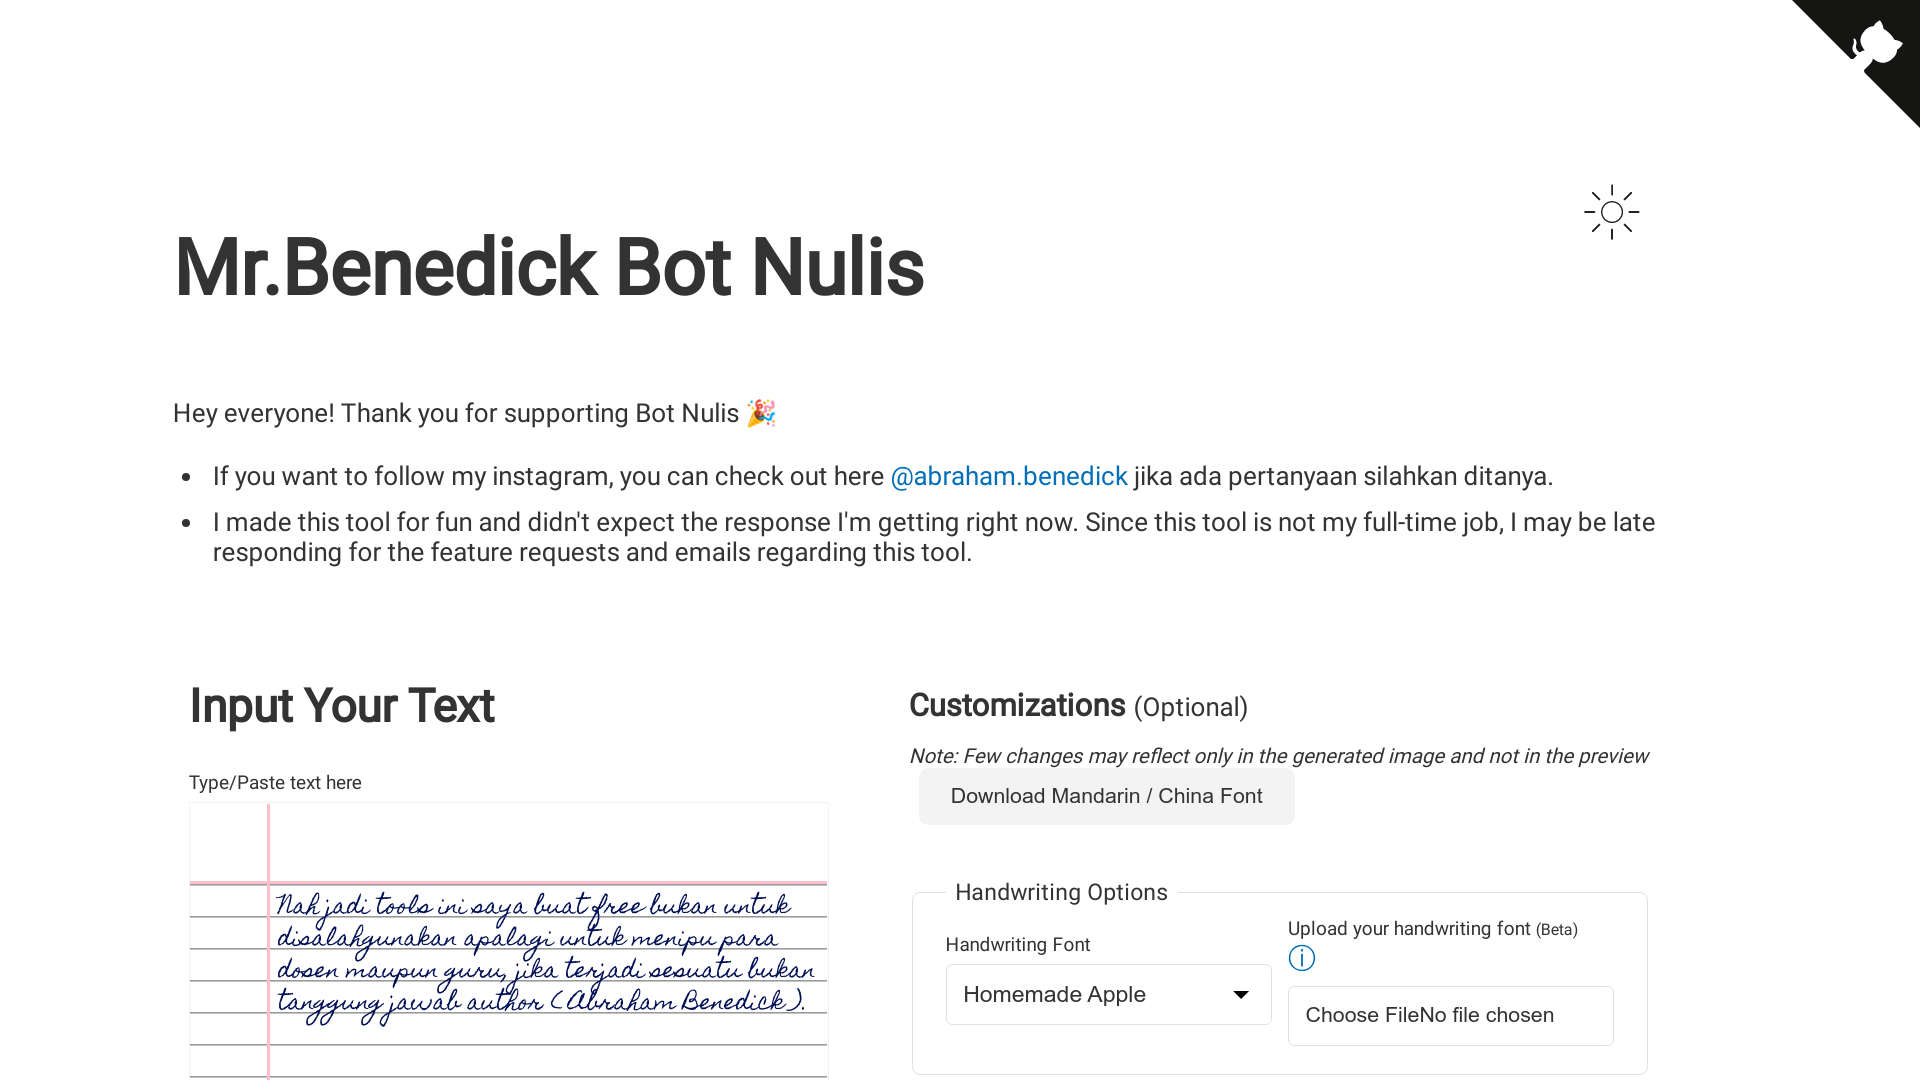 Mr.Benedick Bot Nulis
Hey everyone! Thank you for supporting Bot Nulis 🎉
• If you want to follow my instagram, you can check out here @abraham.benedick jika ada pertanyaan silahkan ditanya.
• I made this tool for fun and didn't expect the response I'm getting right now. Since this tool is not my full-time job, I may be late
responding for the feature requests and emails regarding this tool.
Input Your Text
Type/Paste text here
Nah jadi tools ini saya buat free bukan untuk
disalahgunakan apalagi untuk menipu para
dosen maupun guru, jika terjadi sesuatu bukan
tanggung jawab author (Abraham Benedick).
Customizations (Optional)
Note: Few changes may reflect only in the generated image and not in the preview
Download Mandarin / China Font
Handwriting Options
Handwriting Font
Homemade Apple
Upload your handwriting font (Beta)
ⓘ
Choose FileNo file chosen